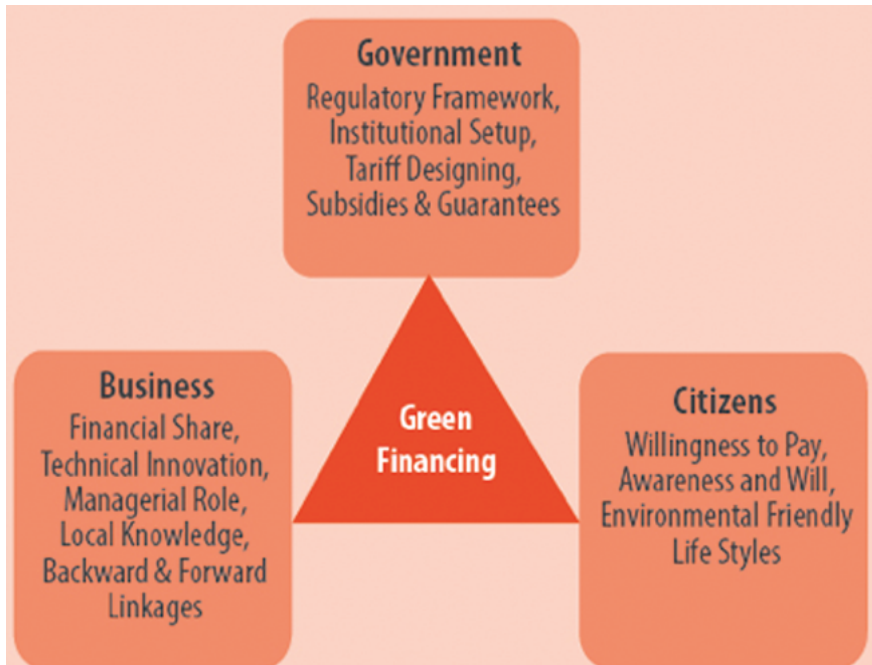 Government
Regulatory Framework,
Institutional Setup,
Tariff Designing,
Subsidies & Guarantees
Business
Financial Share,
Technical Innovation,
Managerial Role,
Local Knowledge,
Backward & Forward
Linkages
Green
Financing
Citizens
Willingness to Pay,
Awareness and Will,
Environmental Friendly
Life Styles